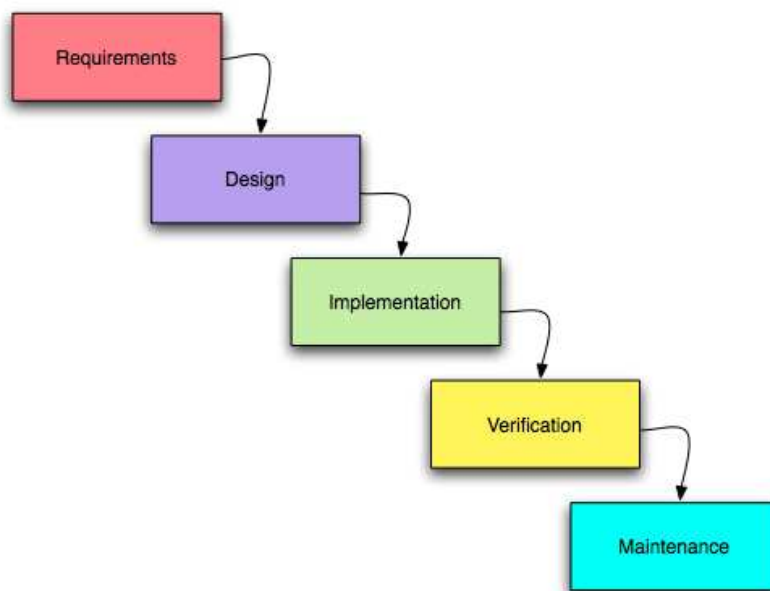 Requirements
Design
Implementation
Verification
Maintenance